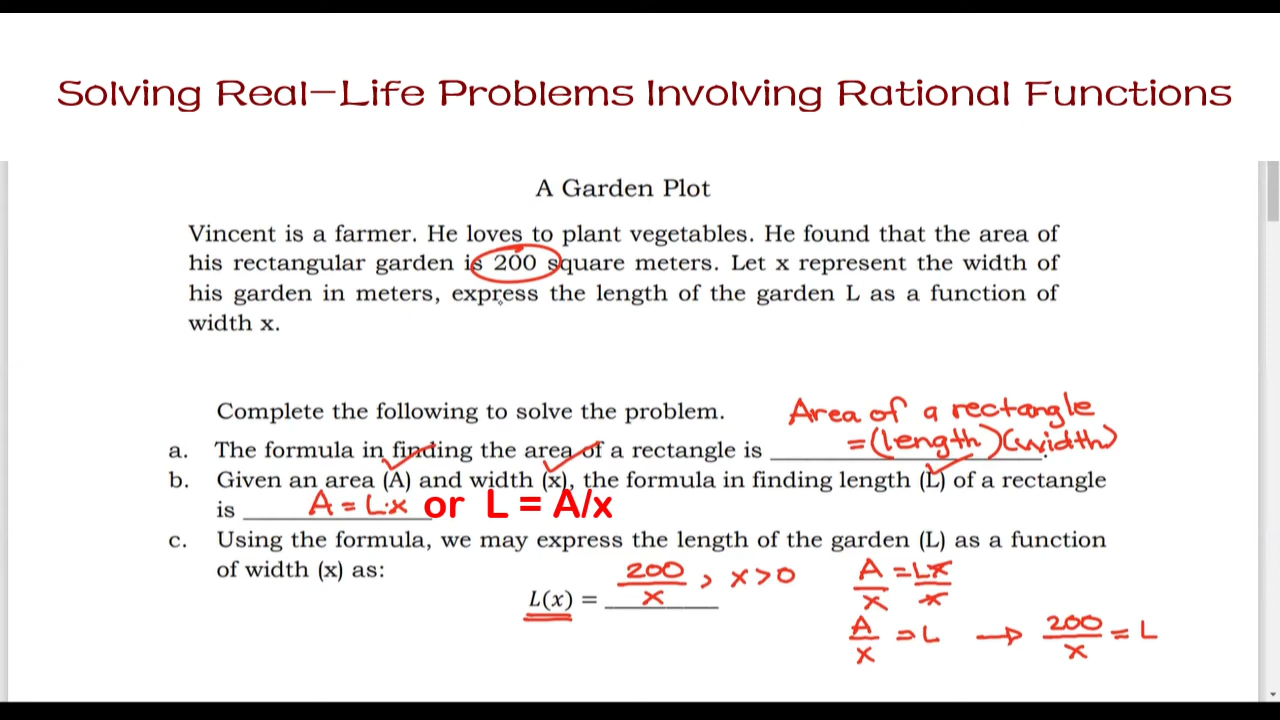 Solving Real-Life Problems Involving Rational Functions
A Garden Plot
Vincent is a farmer. He loves to plant vegetables. He found that the area of
his rectangular garden is 200 square meters. Let x represent the width of
his garden in meters, express the length of the garden L as a function of
width x.
Complete the following to solve the problem.
Area of a rectangle
= (length)(width)
a. The formula in finding the area of a rectangle is ____________________.
b. Given an area (A) and width (x), the formula in finding length (L) of a rectangle
is A = L·x or L = A/x
c. Using the formula, we may express the length of the garden (L) as a function
of width (x) as:
L(x) = 200/x , x>0
A/x = Lx/x
A/x = L → 200/x = L